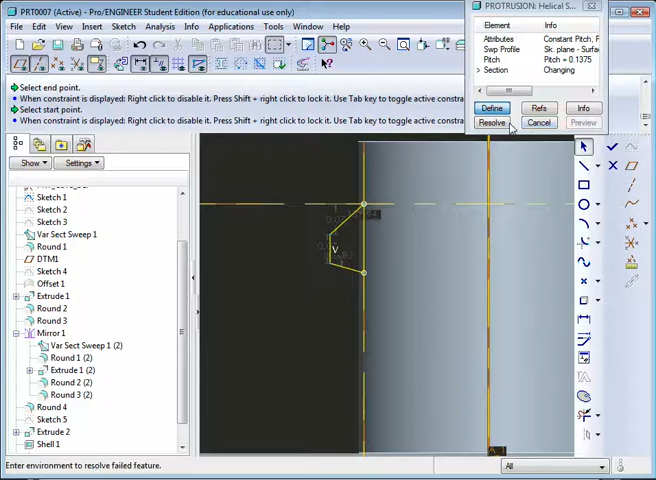 PRT0007 (Active) - Pro/ENGINEER Student Edition (for educational use only)
PROTRUSION: Helical S
File Edit View Insert Sketch Analysis Info Applications Tools Window Help
Element Info
Attributes Constant Pitch, F
Swp Profile Sk. plane - Surfa
Pitch Pitch = 0.1375
> Section Changing
Define Refs Info
Resolve Cancel Preview
Select end point.
When constraint is displayed: Right click to disable it. Press Shift + right click to lock it. Use Tab key to toggle active constra
Select start point.
When constraint is displayed: Right click to disable it. Press Shift + right click to lock it. Use Tab key to toggle active constra
Show Settings
Sketch 1
Sketch 2
Sketch 3
Var Sect Sweep 1
Round 1
DTM1
Sketch 4
Offset 1
Extrude 1
Round 2
Round 3
Mirror 1
Var Sect Sweep 1 (2)
Round 1 (2)
Extrude 1 (2)
Round 2 (2)
Round 3 (2)
Round 4
Sketch 5
Extrude 2
Shell 1
V
A_1
Enter environment to resolve failed feature.
All